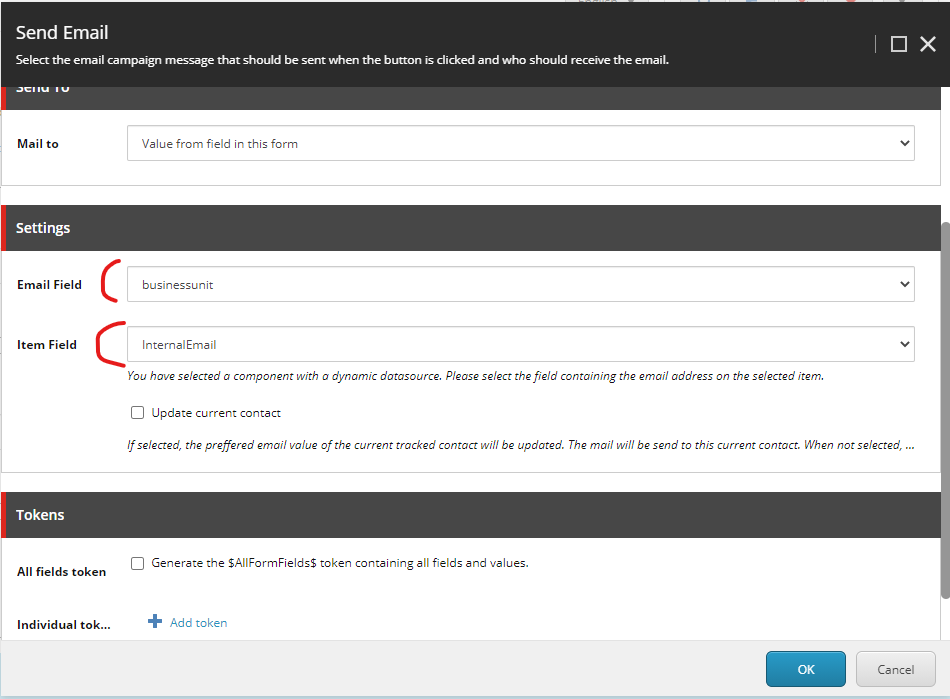 Send Email
Select the email campaign message that should be sent when the button is clicked and who should receive the email.
Send To
Mail to
Value from field in this form
Settings
Email Field
businessunit
Item Field
InternalEmail
You have selected a component with a dynamic datasource. Please select the field containing the email address on the selected item.
Update current contact
If selected, the preffered email value of the current tracked contact will be updated. The mail will be send to this current contact. When not selected, ...
Tokens
All fields token
Generate the $AllFormFields$ token containing all fields and values.
Individual tok...
Add token
OK
Cancel